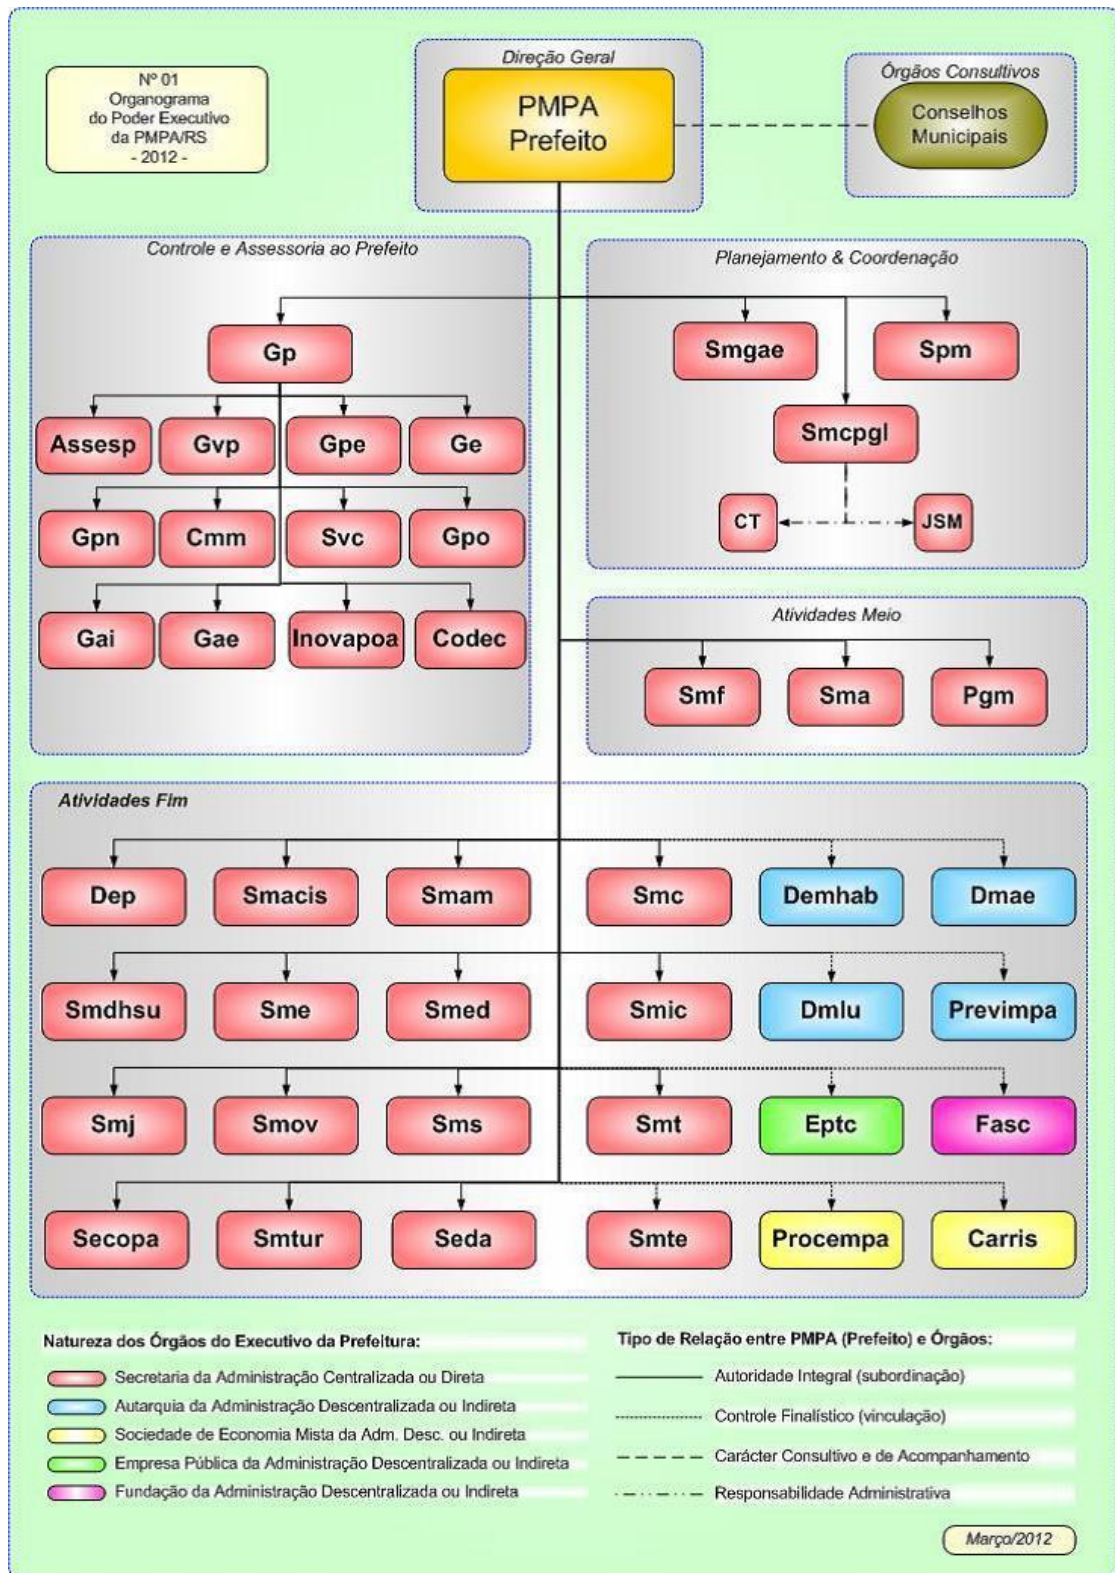 Nº 01
Organograma
do Poder Executivo
da PMPA/RS
- 2012 -
Direção Geral
PMPA
Prefeito
Órgãos Consultivos
Conselhos
Municipais
Controle e Assessoria ao Prefeito
Gp
Assesp Gvp Gpe Ge
Gpn Cmm Svc Gpo
Gai Gae Inovapoa Codec
Planejamento & Coordenação
Smgae Spm
Smcpgl
CT JSM
Atividades Meio
Smf Sma Pgm
Atividades Fim
Dep Smacis Smam Smc Demhab Dmae
Smdhsu Sme Smed Smic Dmlu Previmpa
Smj Smov Sms Smt Eptc Fasc
Secopa Smtur Seda Smte Procempa Carris
Natureza dos Órgãos do Executivo da Prefeitura:
Secretaria da Administração Centralizada ou Direta
Autarquia da Administração Descentralizada ou Indireta
Sociedade de Economia Mista da Adm. Desc. ou Indireta
Empresa Pública da Administração Descentralizada ou Indireta
Fundação da Administração Descentralizada ou Indireta
Tipo de Relação entre PMPA (Prefeito) e Órgãos:
Autoridade Integral (subordinação)
Controle Finalístico (vinculação)
Carácter Consultivo e de Acompanhamento
Responsabilidade Administrativa
Março/2012